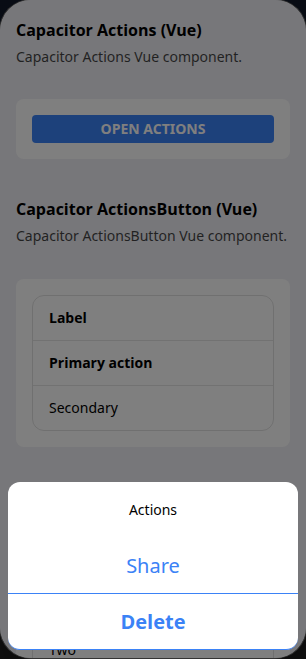 Capacitor Actions (Vue)
Capacitor Actions Vue component.
OPEN ACTIONS
Capacitor ActionsButton (Vue)
Capacitor ActionsButton Vue component.
Label
Primary action
Secondary
Actions
Share
Delete
Two